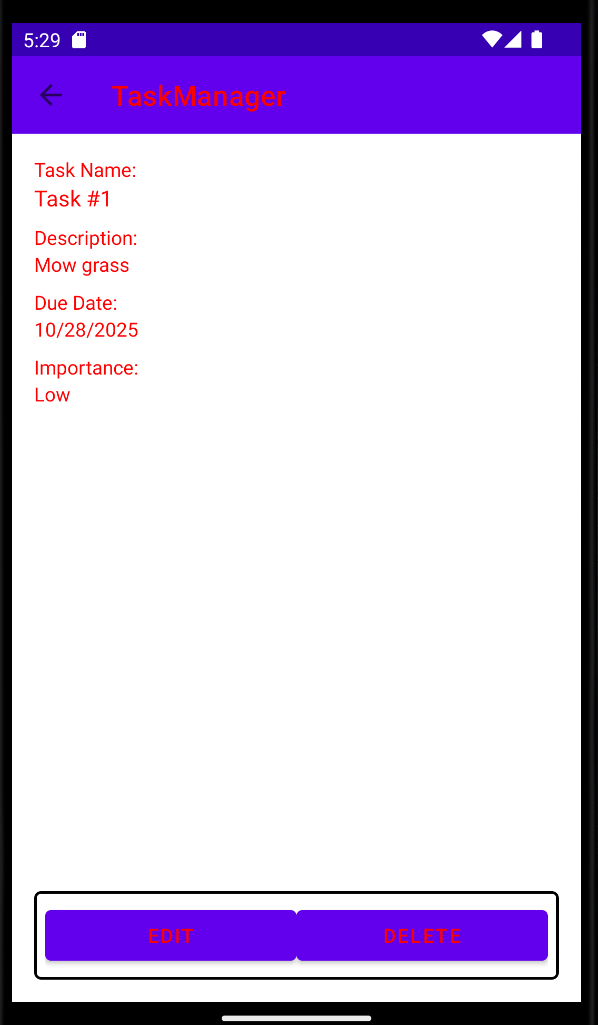 5:29
TaskManager
Task Name:
Task #1
Description:
Mow grass
Due Date:
10/28/2025
Importance:
Low
EDIT DELETE